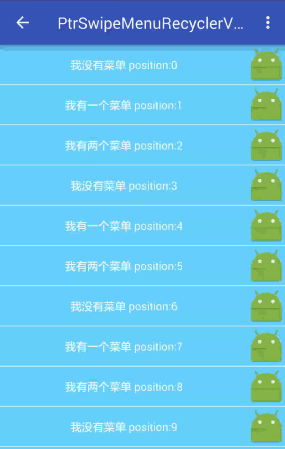 PtrSwipeMenuRecyclerV...
我没有菜单 position:0
我有一个菜单 position:1
我有两个菜单 position:2
我没有菜单 position:3
我有一个菜单 position:4
我有两个菜单 position:5
我没有菜单 position:6
我有一个菜单 position:7
我有两个菜单 position:8
我没有菜单 position:9